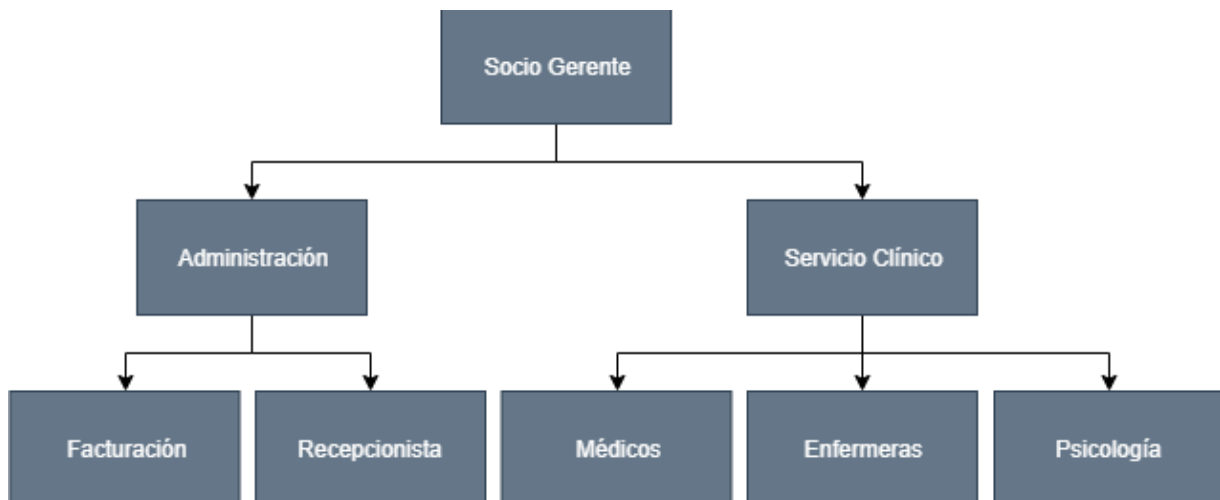 Socio Gerente
Administración
Servicio Clínico
Facturación
Recepcionista
Médicos
Enfermeras
Psicología